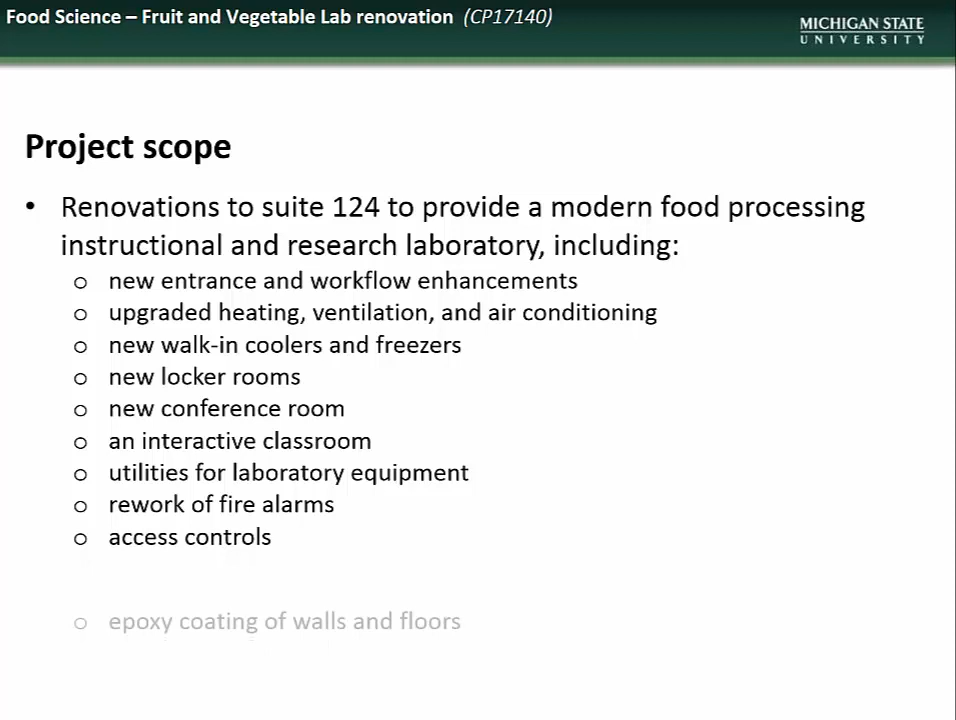 Food Science – Fruit and Vegetable Lab renovation (CP17140)
MICHIGAN STATE
UNIVERSITY
Project scope
• Renovations to suite 124 to provide a modern food processing
instructional and research laboratory, including:
o new entrance and workflow enhancements
o upgraded heating, ventilation, and air conditioning
o new walk-in coolers and freezers
o new locker rooms
o new conference room
o an interactive classroom
o utilities for laboratory equipment
o rework of fire alarms
o access controls
o epoxy coating of walls and floors